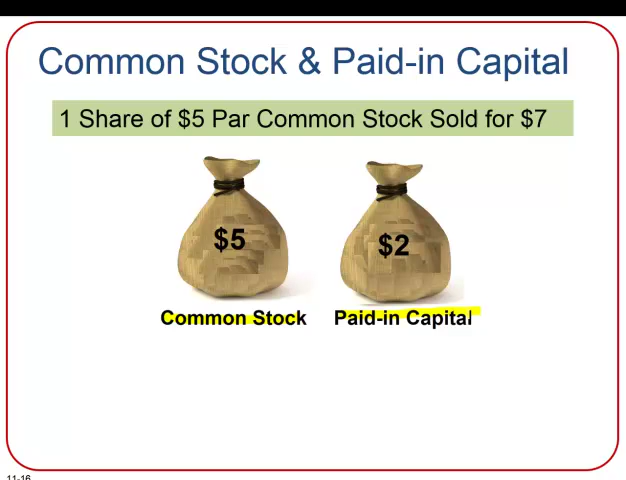 Common Stock & Paid-in Capital
1 Share of $5 Par Common Stock Sold for $7
$5
$2
Common Stock
Paid-in Capital
11-16